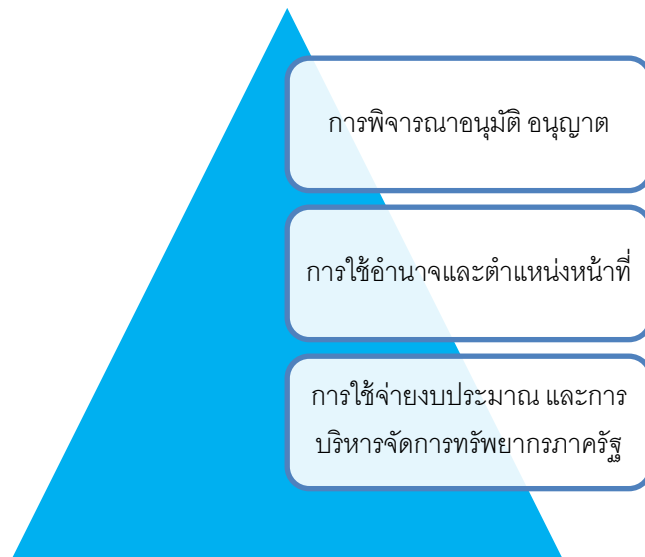 การพิจารณาอนุมัติ อนุญาต
การใช้อำนาจและตำแหน่งหน้าที่
การใช้จ่ายงบประมาณ และการ
บริหารจัดการทรัพยากรภาครัฐ